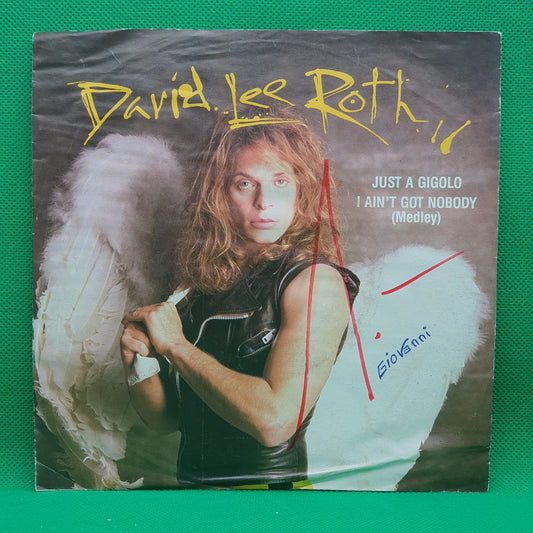 David Lee Roth
JUST A GIGOLO
I AIN'T GOT NOBODY
(Medley)
Giovanni